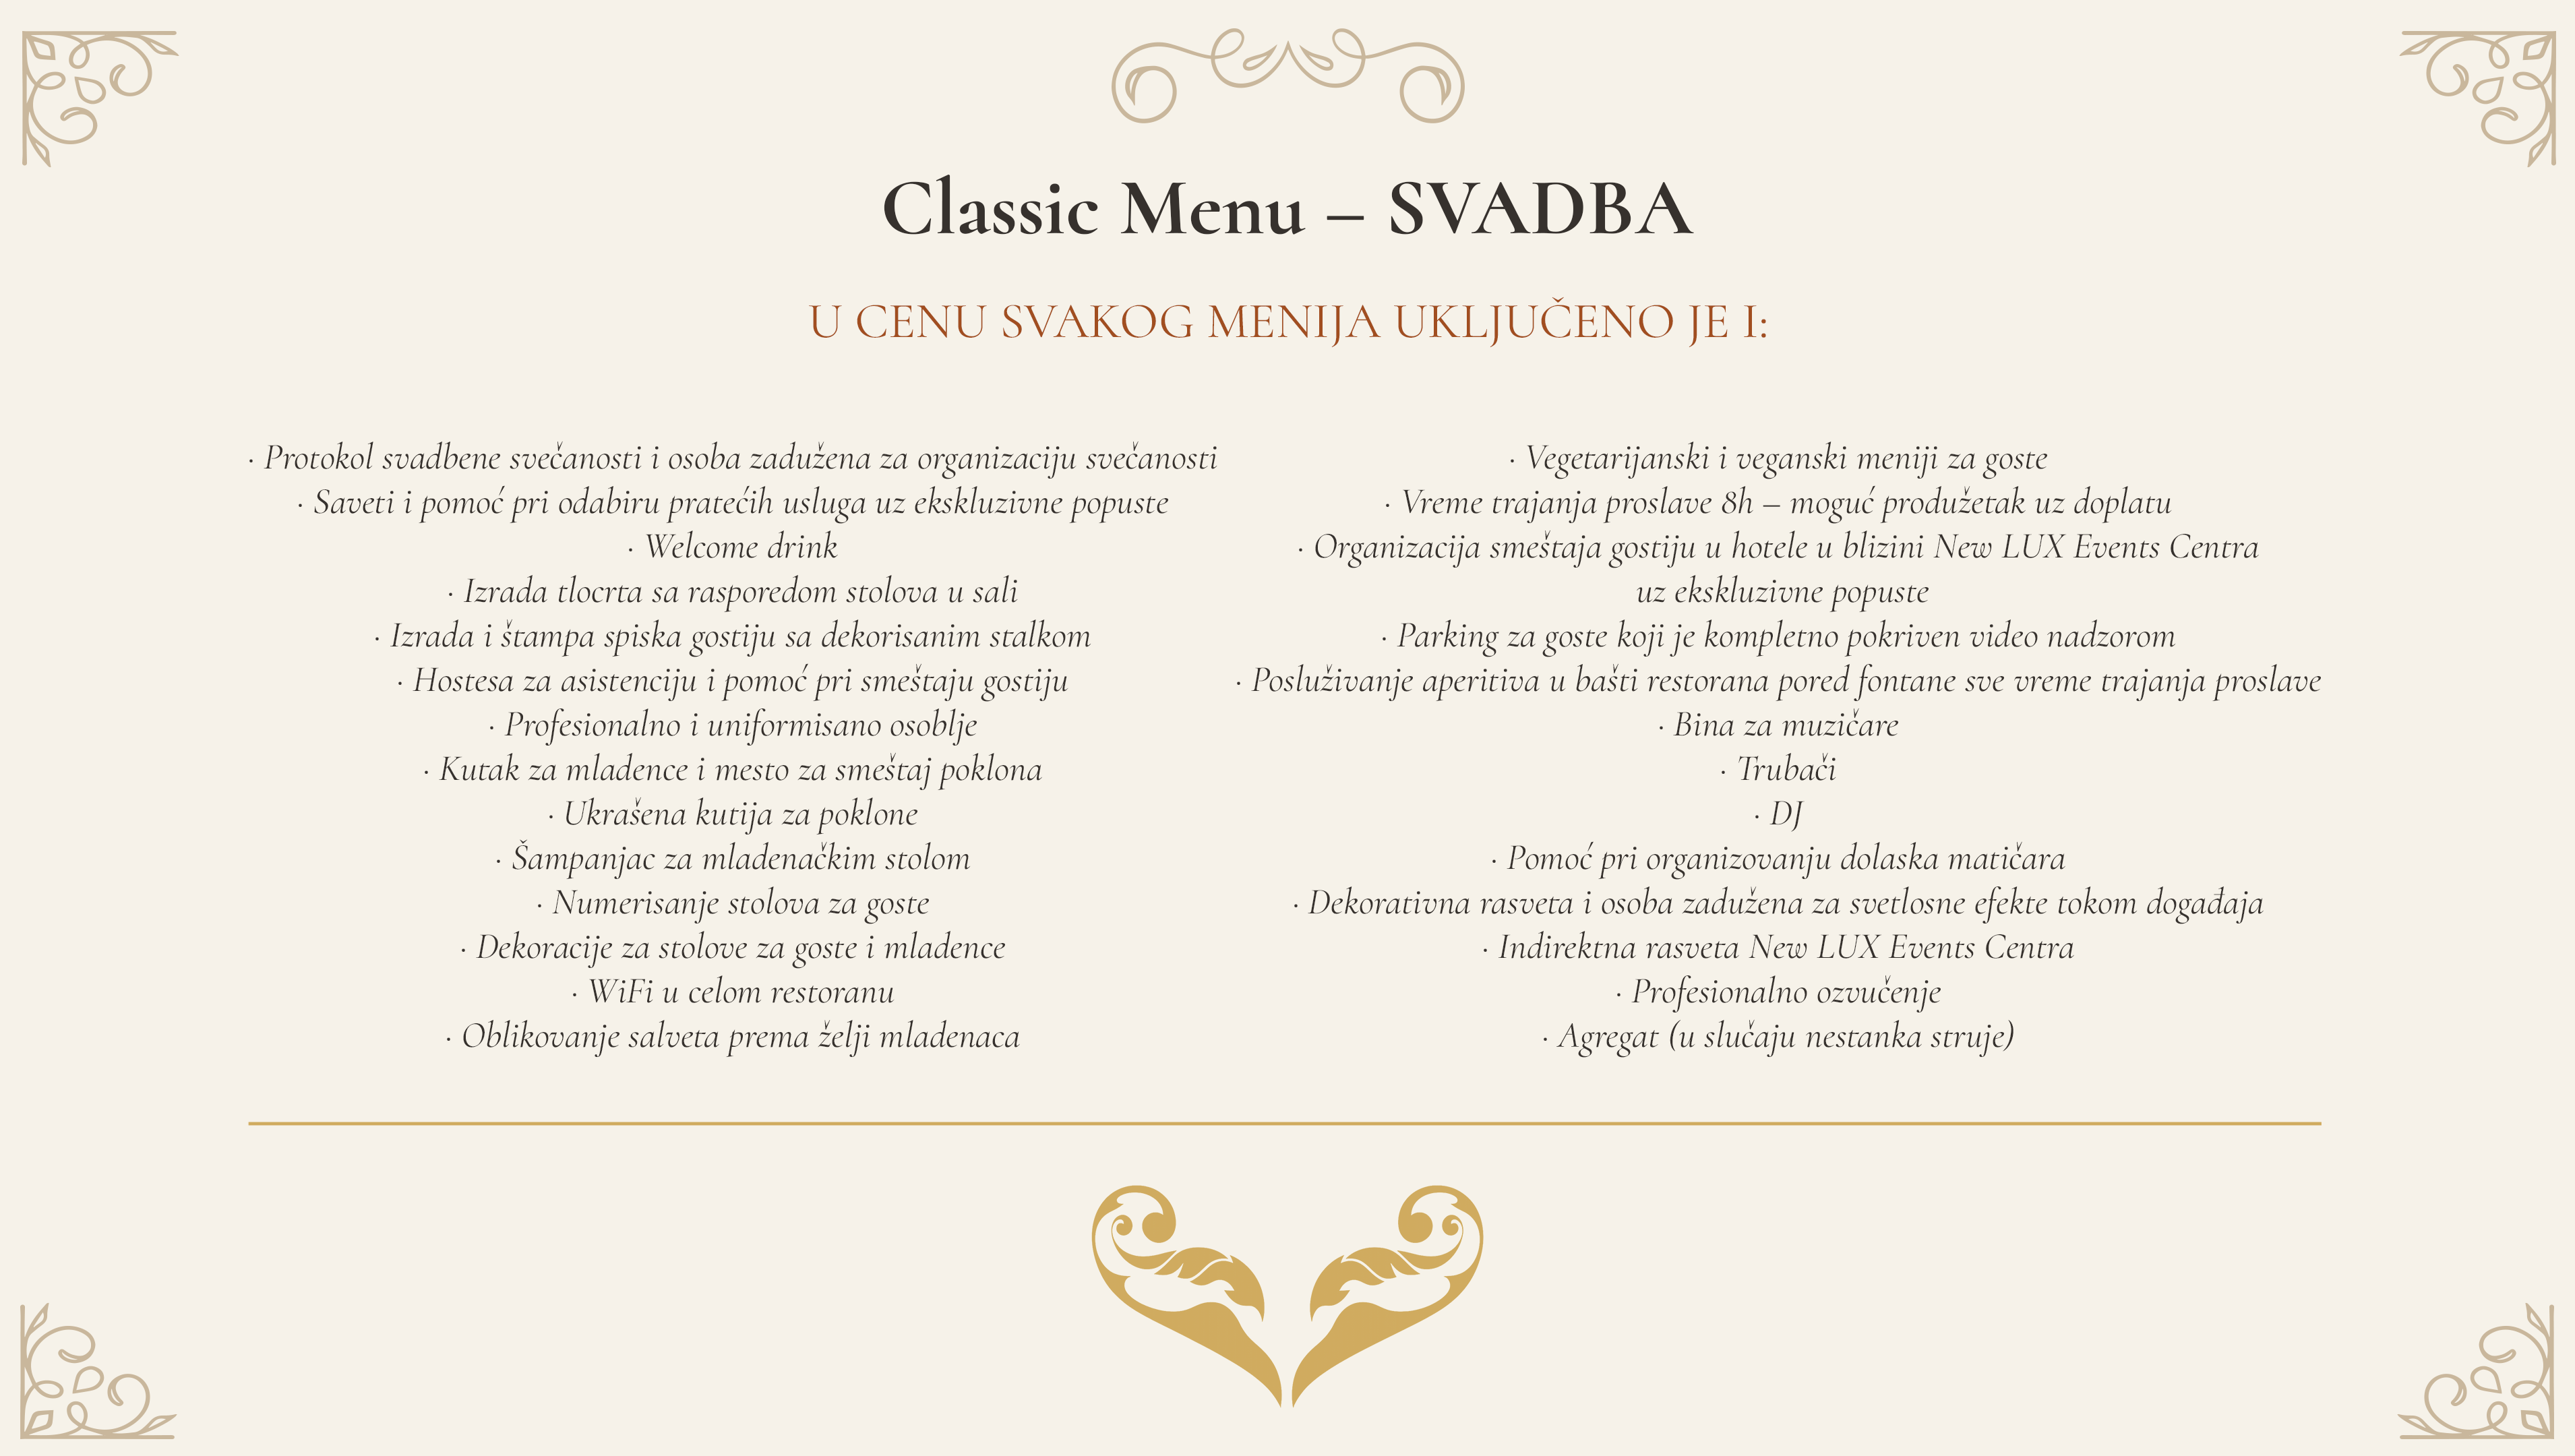 Classic Menu – SVADBA
U CENU SVAKOG MENIJA UKLJUČENO JE I:
· Protokol svadbene svečanosti i osoba zadužena za organizaciju svečanosti
· Saveti i pomoć pri odabiru pratećih usluga uz ekskluzivne popuste
· Welcome drink
· Izrada tlocrta sa rasporedom stolova u sali
· Izrada i štampa spiska gostiju sa dekorisanim stalkom
· Hostesa za asistenciju i pomoć pri smeštaju gostiju
· Profesionalno i uniformisano osoblje
· Kutak za mladence i mesto za smeštaj poklona
· Ukrašena kutija za poklone
· Šampanjac za mladenačkim stolom
· Numerisanje stolova za goste
· Dekoracije za stolove za goste i mladence
· WiFi u celom restoranu
· Oblikovanje salveta prema želji mladenaca
· Vegetarijanski i veganski meniji za goste
· Vreme trajanja proslave 8h – moguć produžetak uz doplatu
· Organizacija smeštaja gostiju u hotele u blizini New LUX Events Centra
uz ekskluzivne popuste
· Parking za goste koji je kompletno pokriven video nadzorom
· Posluživanje aperitiva u bašti restorana pored fontane sve vreme trajanja proslave
· Bina za muzičare
· Trubači
· DJ
· Pomoć pri organizovanju dolaska matičara
· Dekorativna rasveta i osoba zadužena za svetlosne efekte tokom događaja
· Indirektna rasveta New LUX Events Centra
· Profesionalno ozvučenje
· Agregat (u slučaju nestanka struje)